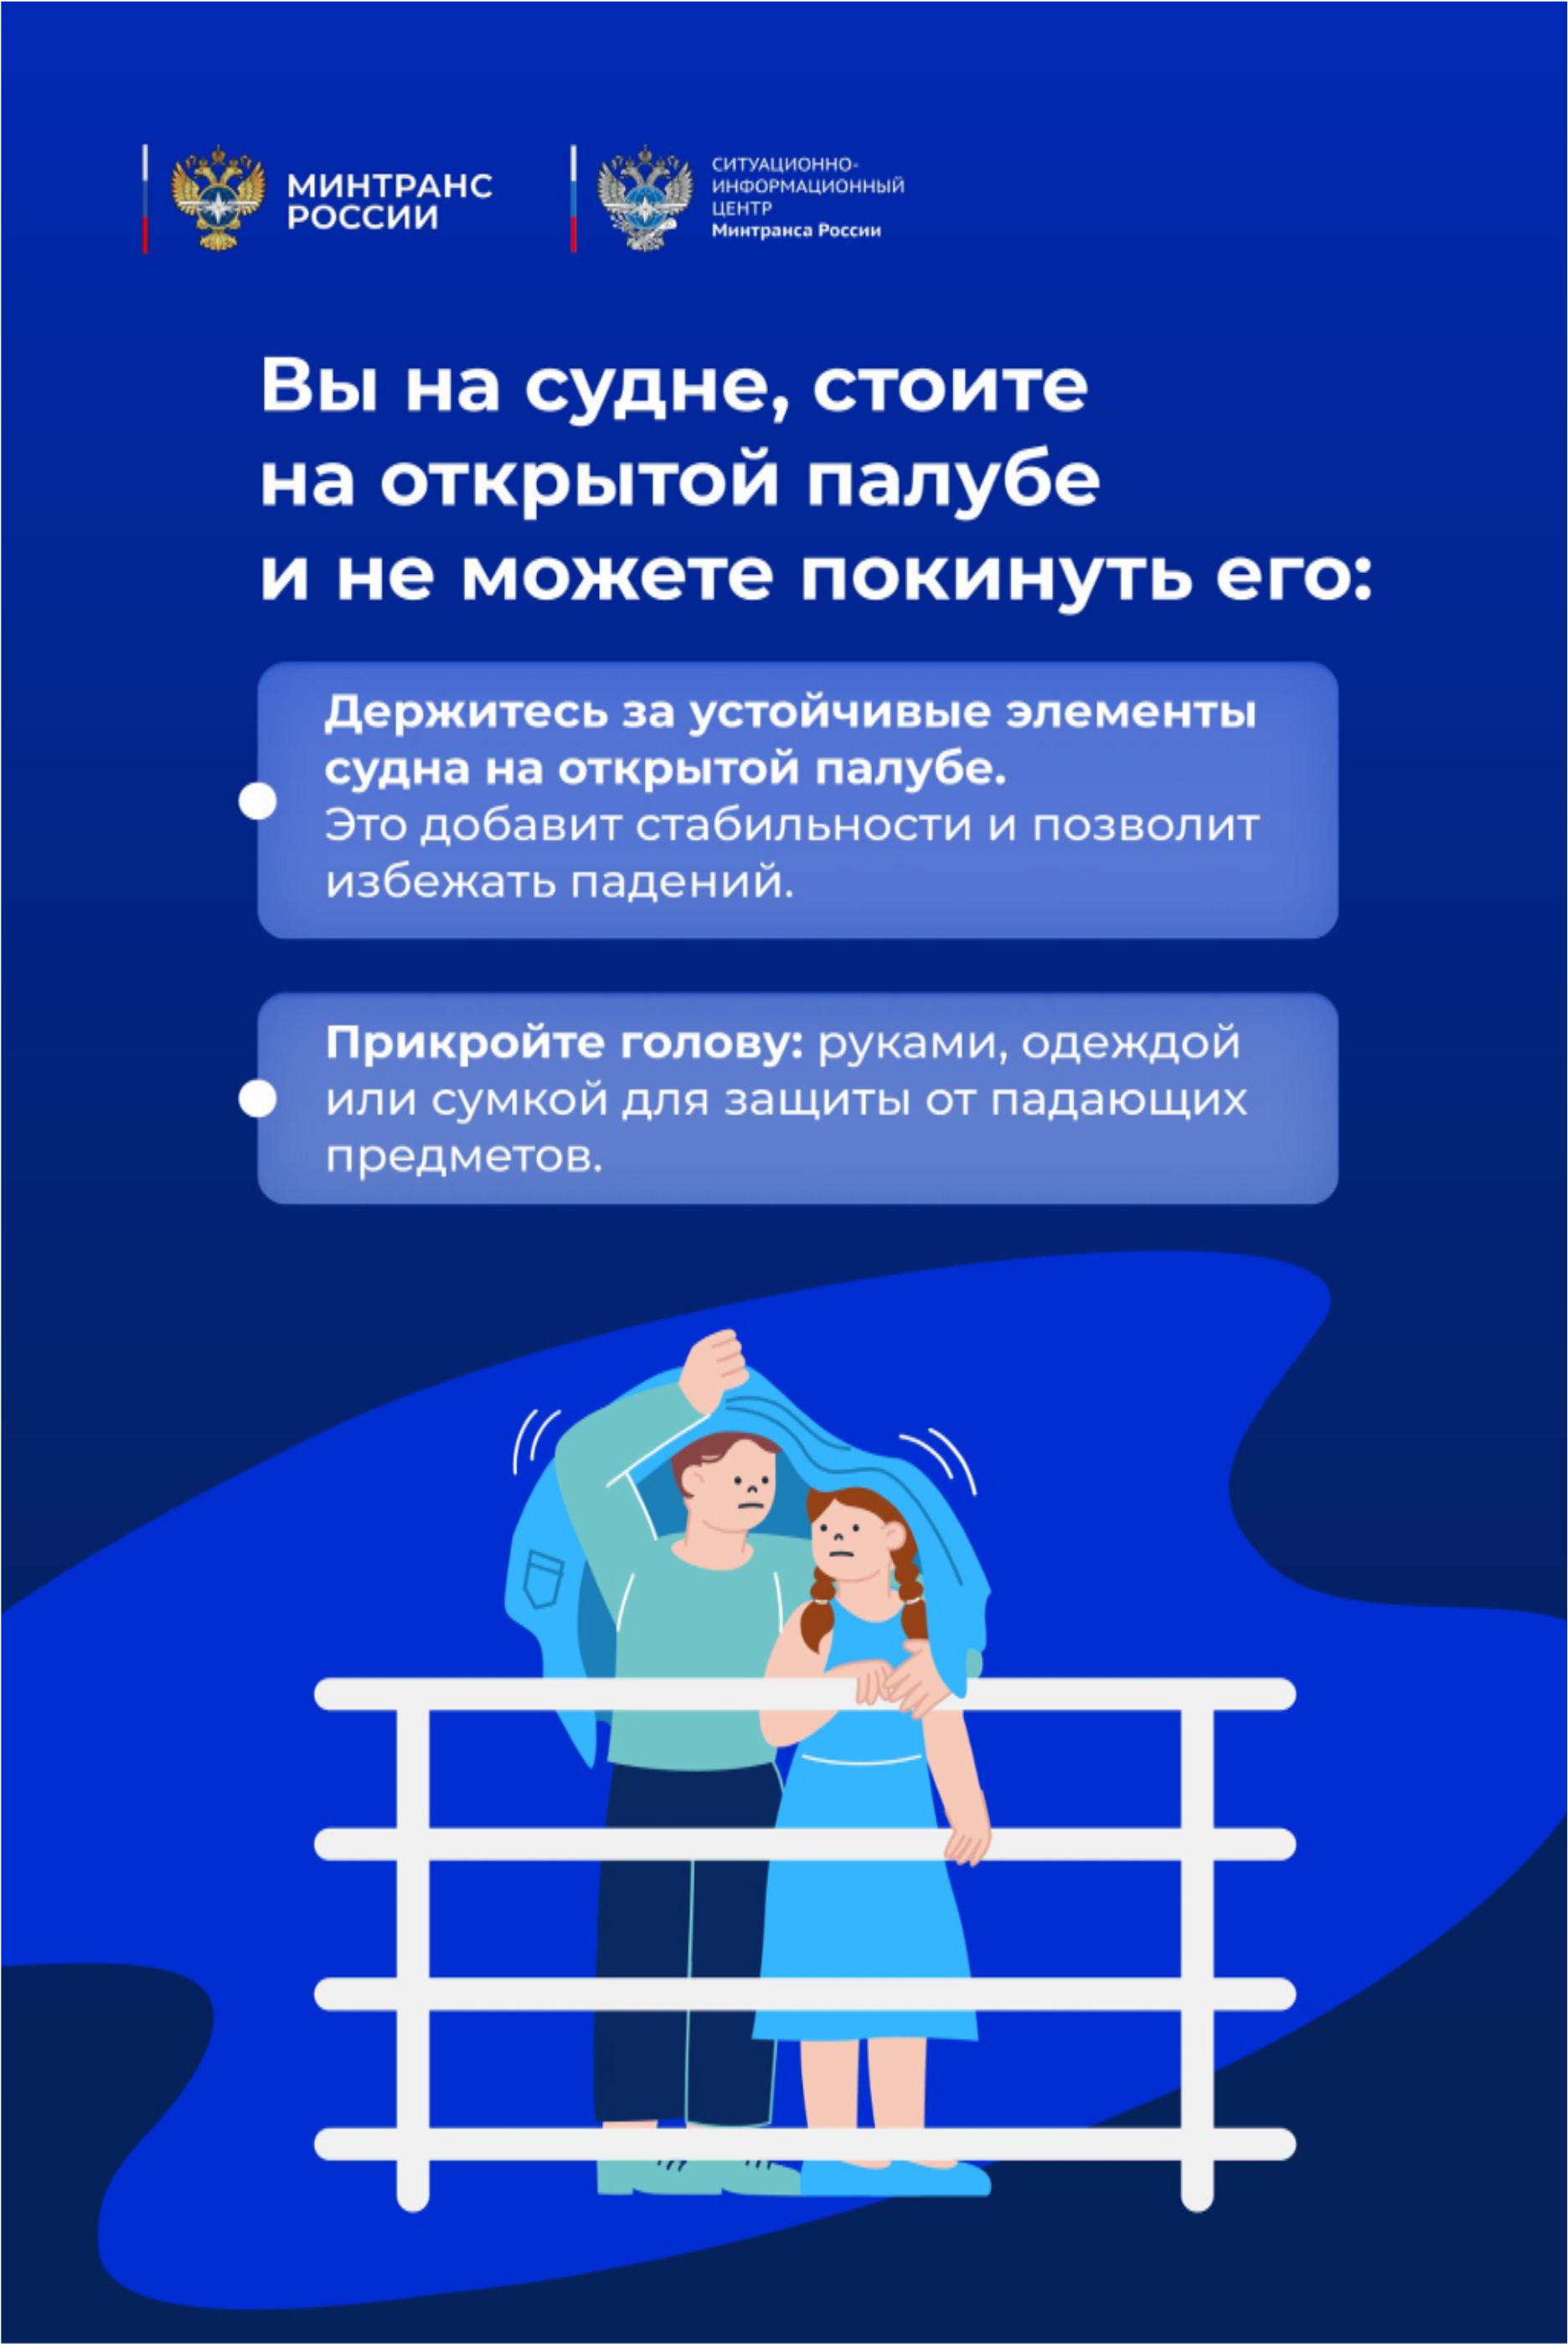 МИНТРАНС
РОССИИ
СИТУАЦИОННО-
ИНФОРМАЦИОННЫЙ
ЦЕНТР
Минтранса России
Вы на судне, стоите
на открытой палубе
и не можете покинуть его:
Держитесь за устойчивые элементы
судна на открытой палубе.
Это добавит стабильности и позволит
избежать падений.
Прикройте голову: руками, одеждой
или сумкой для защиты от падающих
предметов.